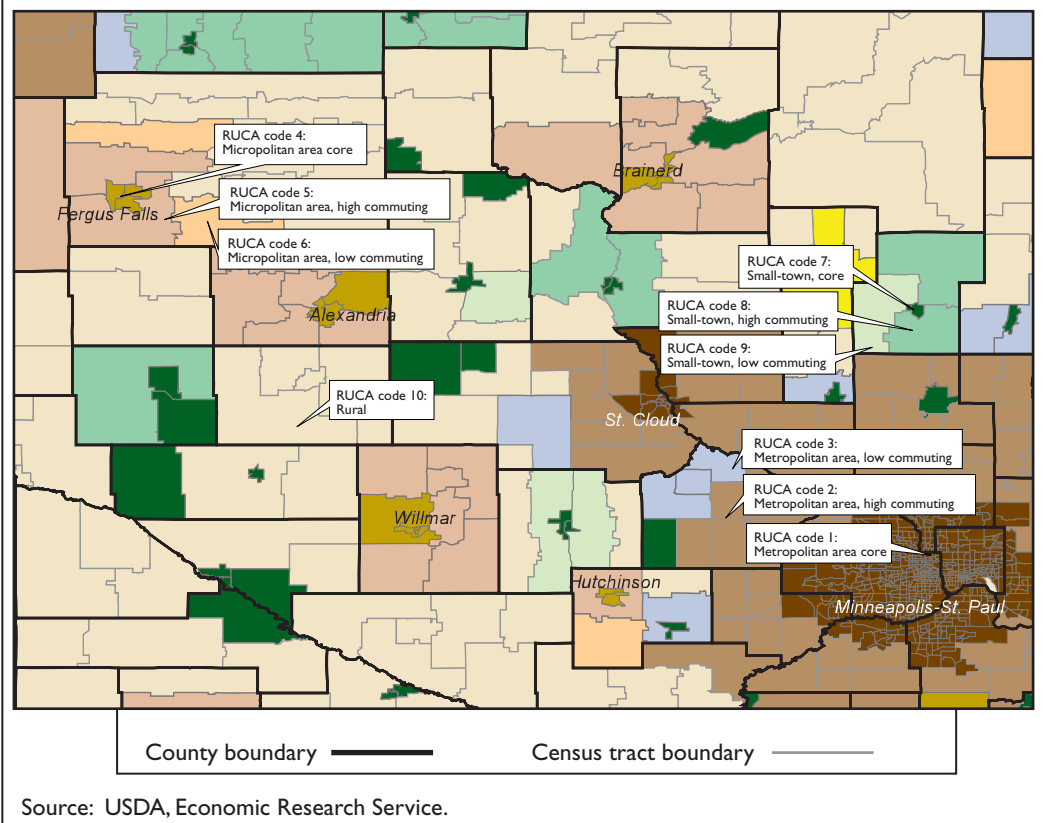 RUCA code 4:
Micropolitan area core
Brainerd
RUCA code 5:
Micropolitan area, high commuting
Fergus Falls
RUCA code 6:
Micropolitan area, low commuting
RUCA code 7:
Small-town, core
RUCA code 8:
Small-town, high commuting
Alexandria
RUCA code 9:
Small-town, low commuting
RUCA code 10:
Rural
St. Cloud
RUCA code 3:
Metropolitan area, low commuting
RUCA code 2:
Metropolitan area, high commuting
Willmar
RUCA code 1:
Metropolitan area core
Hutchinson
Minneapolis-St. Paul
County boundary
Census tract boundary
Source: USDA, Economic Research Service.